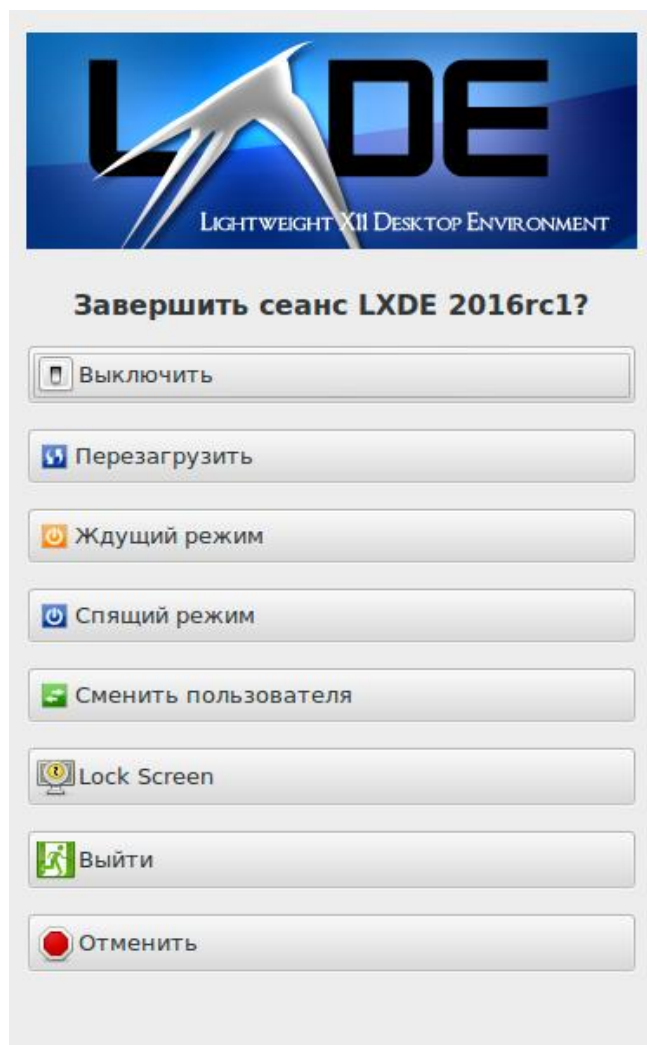 LXDE
Lightweight X11 Desktop Environment
Завершить сеанс LXDE 2016rc1?
Выключить
Перезагрузить
Ждущий режим
Спящий режим
Сменить пользователя
Lock Screen
Выйти
Отменить